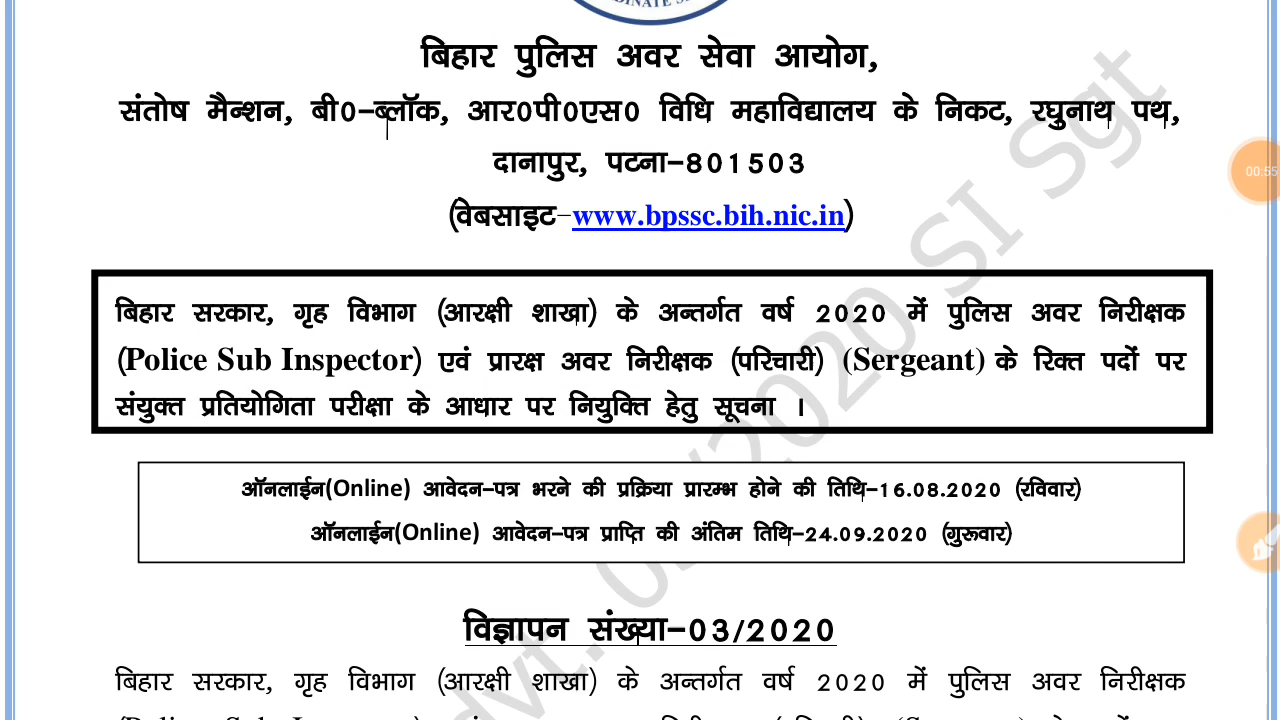 DINATE S
बिहार पुलिस अवर सेवा आयोग,
संतोष मैन्शन, बी0-ब्लॉक, आर0पी0एस0 विधि महाविद्यालय के निकट, रघुनाथ पथ,
दानापुर, पटना-801503
(वेबसाइट-www.bpssc.bih.nic.in)
00:55
बिहार सरकार, गृह विभाग (आरक्षी शाखा) के अन्तर्गत वर्ष 2020 में पुलिस अवर निरीक्षक
(Police Sub Inspector) एवं प्रारक्ष अवर निरीक्षक (परिचारी) (Sergeant) के रिक्त पदों पर
संयुक्त प्रतियोगिता परीक्षा के आधार पर नियुक्ति हेतु सूचना ।
ऑनलाईन(Online) आवेदन-पत्र भरने की प्रक्रिया प्रारम्भ होने की तिथि-16.08.2020 (रविवार)
ऑनलाईन(Online) आवेदन-पत्र प्राप्ति की अंतिम तिथि-24.09.2020 (गुरूवार)
विज्ञापन संख्या-03/2020
बिहार सरकार, गृह विभाग (आरक्षी शाखा) के अन्तर्गत वर्ष 2020 में पुलिस अवर निरीक्षक